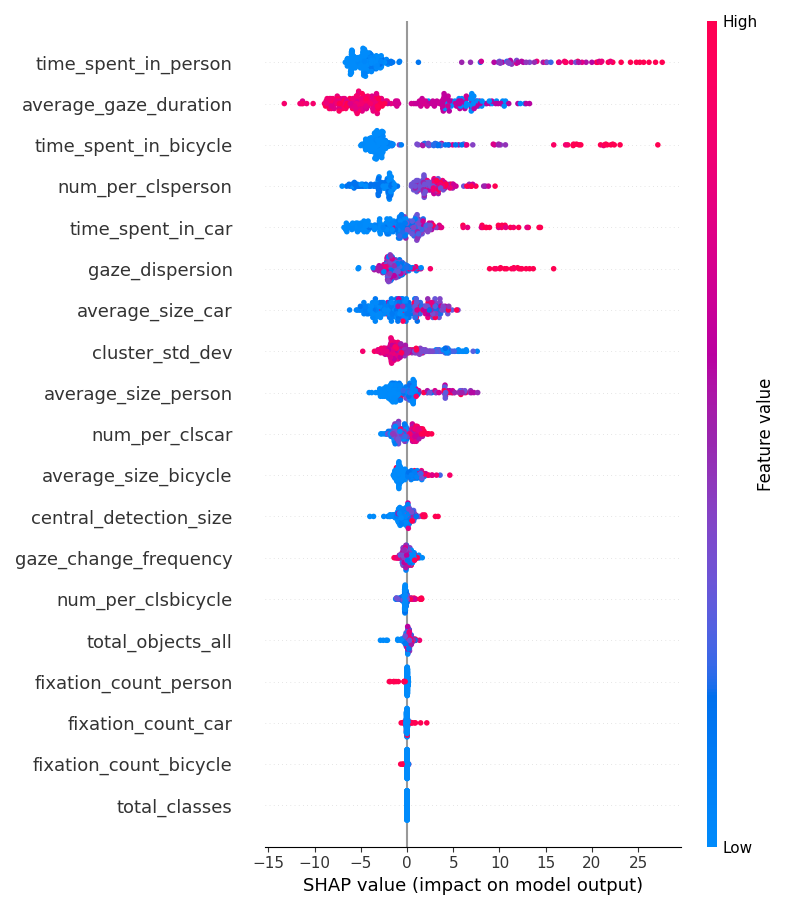 High
time_spent_in_person
average_gaze_duration
time_spent_in_bicycle
num_per_clsperson
time_spent_in_car
gaze_dispersion
average_size_car
cluster_std_dev
average_size_person
num_per_clscar
average_size_bicycle
central_detection_size
gaze_change_frequency
num_per_clsbicycle
total_objects_all
fixation_count_person
fixation_count_car
fixation_count_bicycle
total_classes
Feature value
Low
−15 −10 −5 0 5 10 15 20 25
SHAP value (impact on model output)